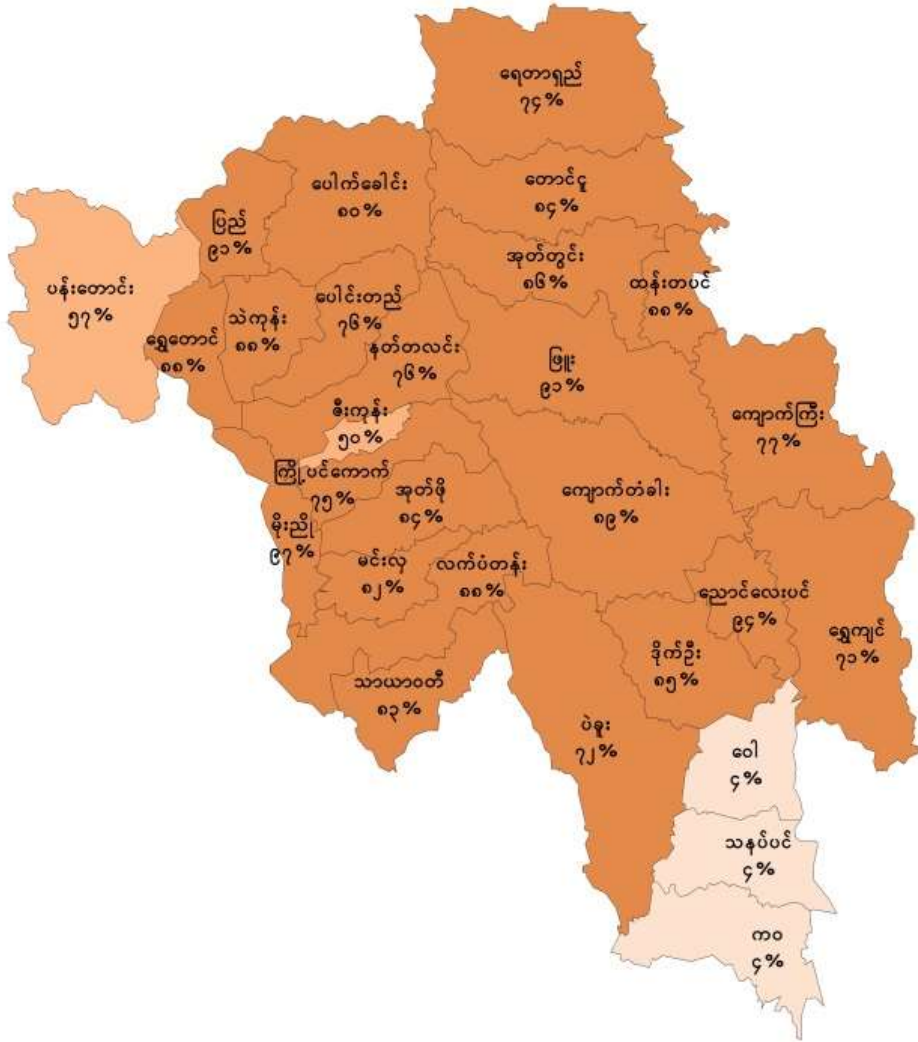 ရေတာရှည်
၇၄%
ပေါက်ခေါင်း
၈၀%
တောင်ငူ
၈၄%
ပြည်
၉၁%
အုတ်တွင်း
၈၆%
ထန်းတပင်
၈၈%
ပန်းတောင်း
၅၇%
ရွှေတောင်
၈၈%
သဲကုန်း
၈၈%
ပေါင်းတည်
၇၆%
နတ်တလင်း
၇၆%
ဖြူး
၉၁%
ကျောက်ကြီး
၇၇%
ဇီးကုန်း
၅၀%
ကြို့ပင်ကောက်
၇၅%
အုတ်ဖို
၈၄%
ကျောက်တံခါး
၈၉%
မိုးညို
၉၇%
မင်းလှ
၈၂%
လက်ပံတန်း
၈၈%
ညောင်လေးပင်
၉၄%
ရွှေကျင်
၇၁%
ဒိုက်ဦး
၈၅%
သာယာဝတီ
၈၃%
ပဲခူး
၇၂%
ဝေါ
၄%
သနပ်ပင်
၄%
ကဝ
၄%